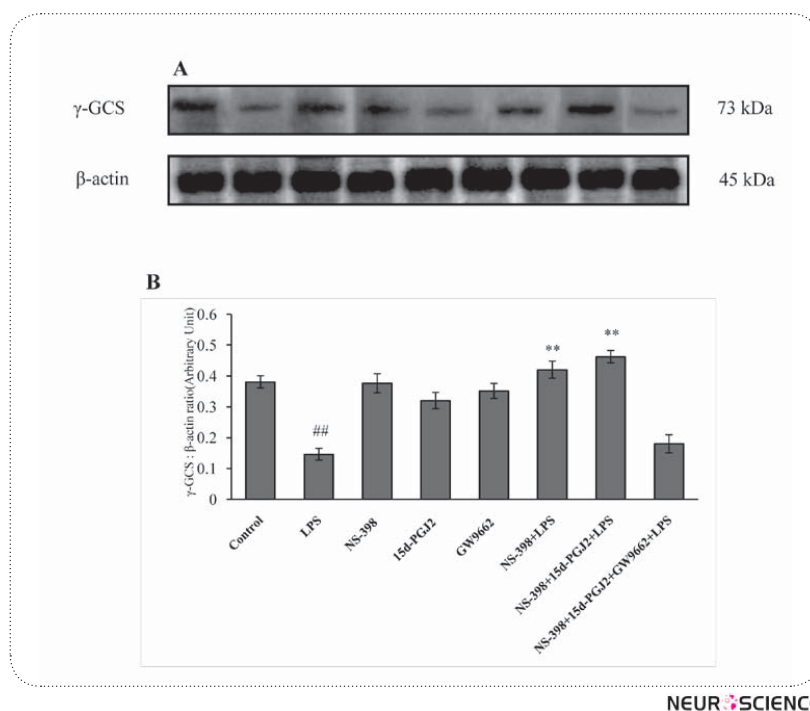 A
γ-GCS 73 kDa
β-actin 45 kDa
B
γ-GCS : β-actin ratio(Arbitrary Unit)
0.6
0.5
0.4
0.3
0.2
0.1
0
##
**
**
Control
LPS
NS-398
15d-PGJ2
GW9662
NS-398+LPS
NS-398+15d-PGJ2+LPS
NS-398+15d-PGJ2+GW9662+LPS